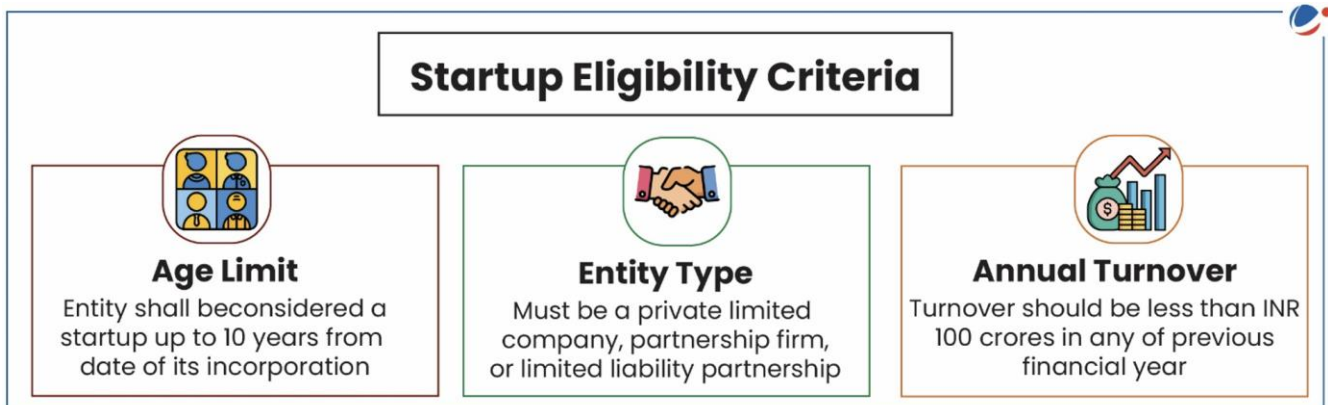 Startup Eligibility Criteria
Age Limit
Entity shall beconsidered a
startup up to 10 years from
date of its incorporation
Entity Type
Must be a private limited
company, partnership firm,
or limited liability partnership
$
Annual Turnover
Turnover should be less than INR
100 crores in any of previous
financial year